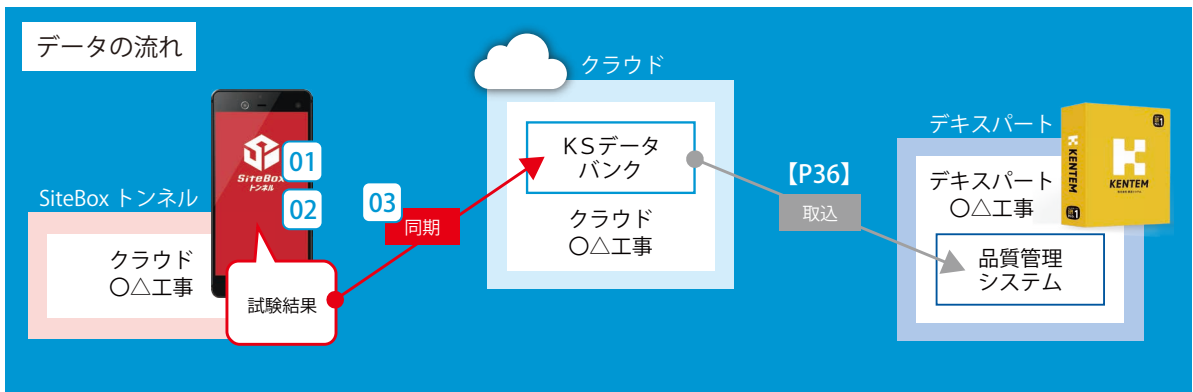 データの流れ
クラウド
デキスパート
SiteBox トンネル
SiteBox
トンネル
01
02
03
同期
KSデータ
バンク
クラウド
〇△工事
【P36】
取込
デキスパート
〇△工事
品質管理
システム
クラウド
〇△工事
試験結果
KENTEM
KENTEM